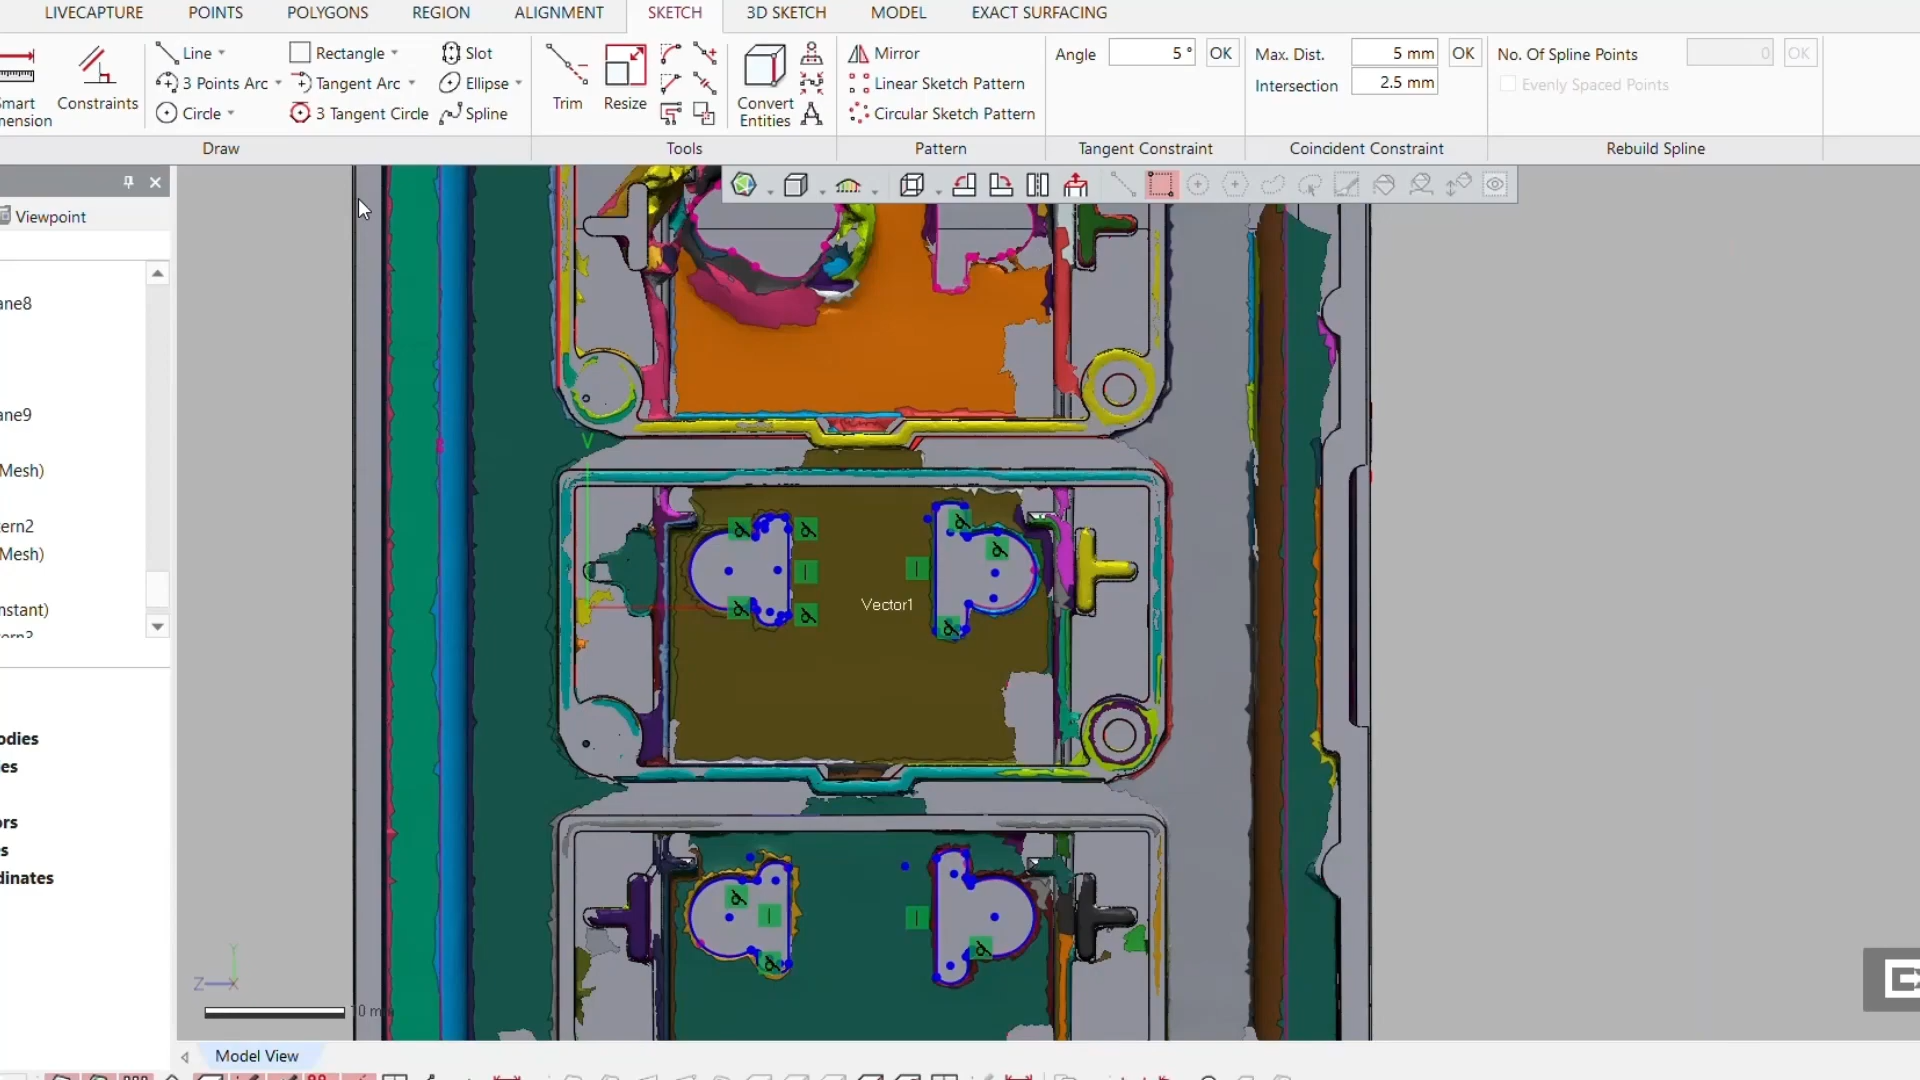 LIVECAPTURE POINTS POLYGONS REGION ALIGNMENT SKETCH 3D SKETCH MODEL EXACT SURFACING
Line Rectangle Slot Mirror Angle 5 ° OK Max. Dist. 5 mm OK No. Of Spline Points 0 OK
3 Points Arc Tangent Arc Ellipse Linear Sketch Pattern Intersection 2.5 mm Evenly Spaced Points
mart Constraints Trim Resize Convert
mension Circle 3 Tangent Circle Spline Entities Circular Sketch Pattern
Draw Tools Pattern Tangent Constraint Coincident Constraint Rebuild Spline
Viewpoint
ane8
ane9
Mesh)
ern2
Mesh)
nstant)
ern3
odies
es
ors
s
dinates
V
Vector1
Y
Z X
Model View